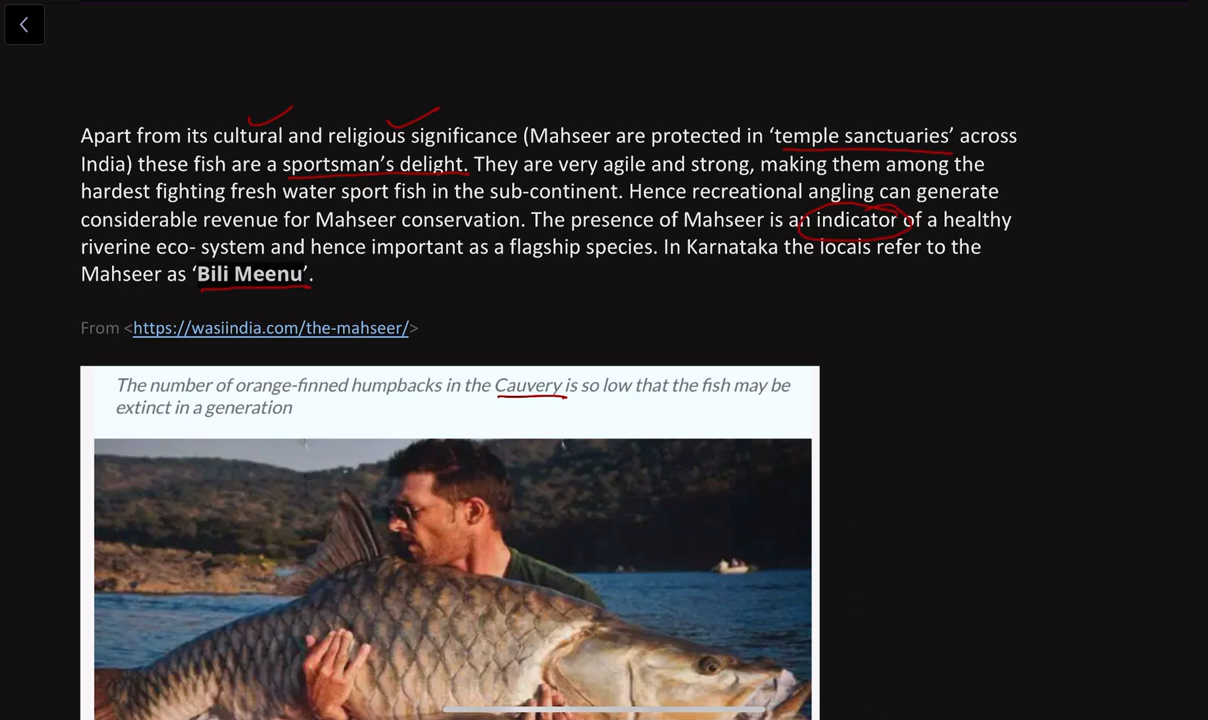 Apart from its cultural and religious significance (Mahseer are protected in ‘temple sanctuaries’ across
India) these fish are a sportsman’s delight. They are very agile and strong, making them among the
hardest fighting fresh water sport fish in the sub-continent. Hence recreational angling can generate
considerable revenue for Mahseer conservation. The presence of Mahseer is an indicator of a healthy
riverine eco- system and hence important as a flagship species. In Karnataka the locals refer to the
Mahseer as ‘Bili Meenu’.
From <https://wasiindia.com/the-mahseer/>
The number of orange-finned humpbacks in the Cauvery is so low that the fish may be
extinct in a generation